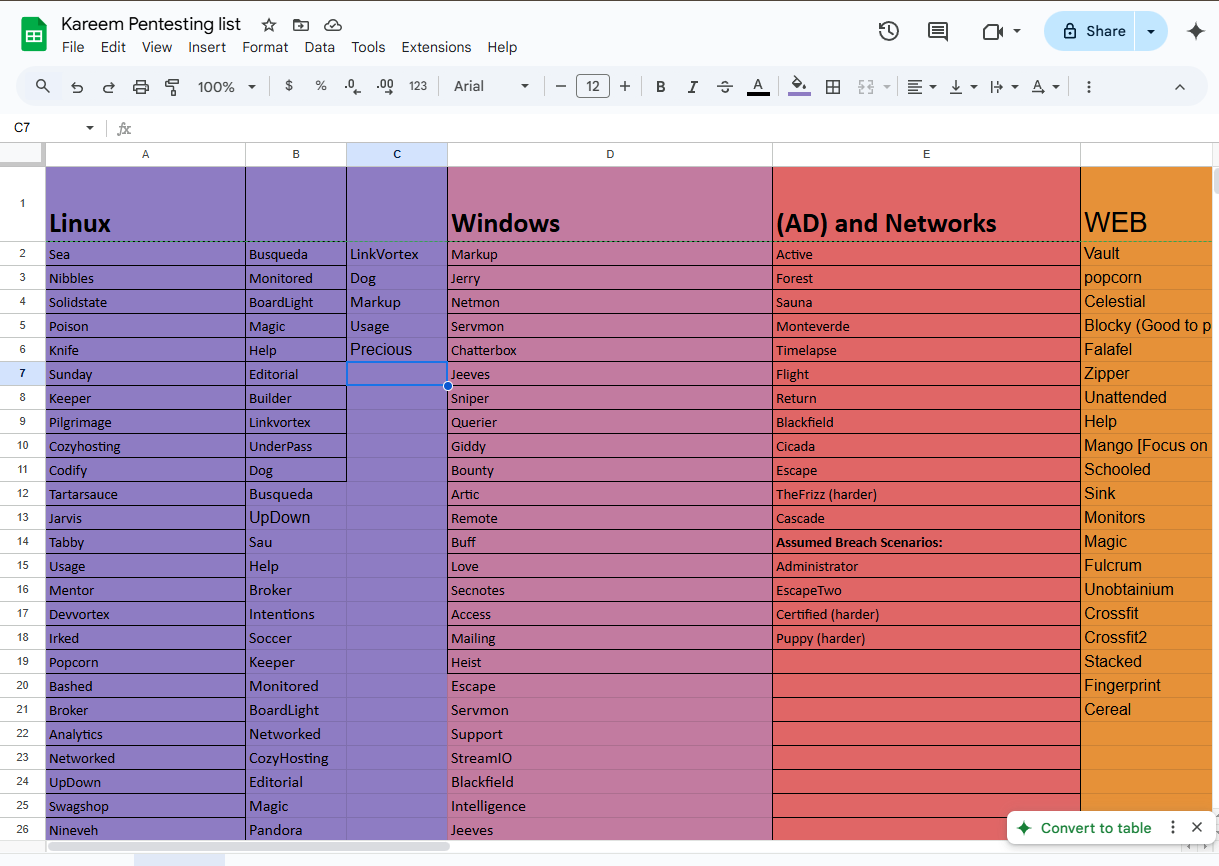 Kareem Pentesting list
File Edit View Insert Format Data Tools Extensions Help
Share
100% $ % .0 .00 123 Arial 12 B I S A A
C7 fx
A B C D E
1 Linux Windows (AD) and Networks WEB
2 Sea Busqueda LinkVortex Markup Active Vault
3 Nibbles Monitored Dog Jerry Forest popcorn
4 Solidstate BoardLight Markup Netmon Sauna Celestial
5 Poison Magic Usage Servmon Monteverde Blocky (Good to p
6 Knife Help Precious Chatterbox Timelapse Falafel
7 Sunday Editorial Jeeves Flight Zipper
8 Keeper Builder Sniper Return Unattended
9 Pilgrimage Linkvortex Querier Blackfield Help
10 Cozyhosting UnderPass Giddy Cicada Mango [Focus on
11 Codify Dog Bounty Escape Schooled
12 Tartarsauce Busqueda Artic TheFrizz (harder) Sink
13 Jarvis UpDown Remote Cascade Monitors
14 Tabby Sau Buff Assumed Breach Scenarios: Magic
15 Usage Help Love Administrator Fulcrum
16 Mentor Broker Secnotes EscapeTwo Unobtainium
17 Devvortex Intentions Access Certified (harder) Crossfit
18 Irked Soccer Mailing Puppy (harder) Crossfit2
19 Popcorn Keeper Heist Stacked
20 Bashed Monitored Escape Fingerprint
21 Broker BoardLight Servmon Cereal
22 Analytics Networked Support
23 Networked CozyHosting StreamIO
24 UpDown Editorial Blackfield
25 Swagshop Magic Intelligence
26 Nineveh Pandora Jeeves
Convert to table